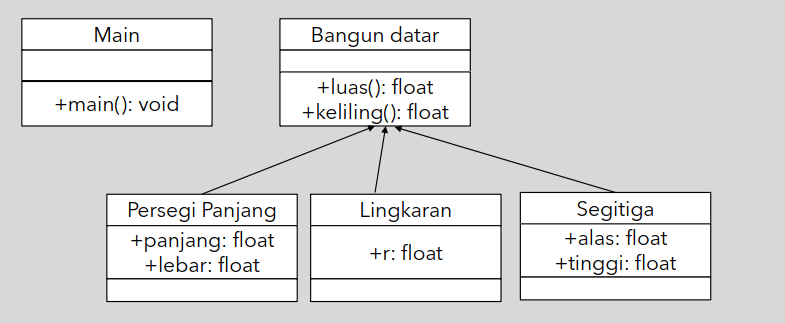 Main
+main(): void
Bangun datar
+luas(): float
+keliling(): float
Persegi Panjang
+panjang: float
+lebar: float
Lingkaran
+r: float
Segitiga
+alas: float
+tinggi: float